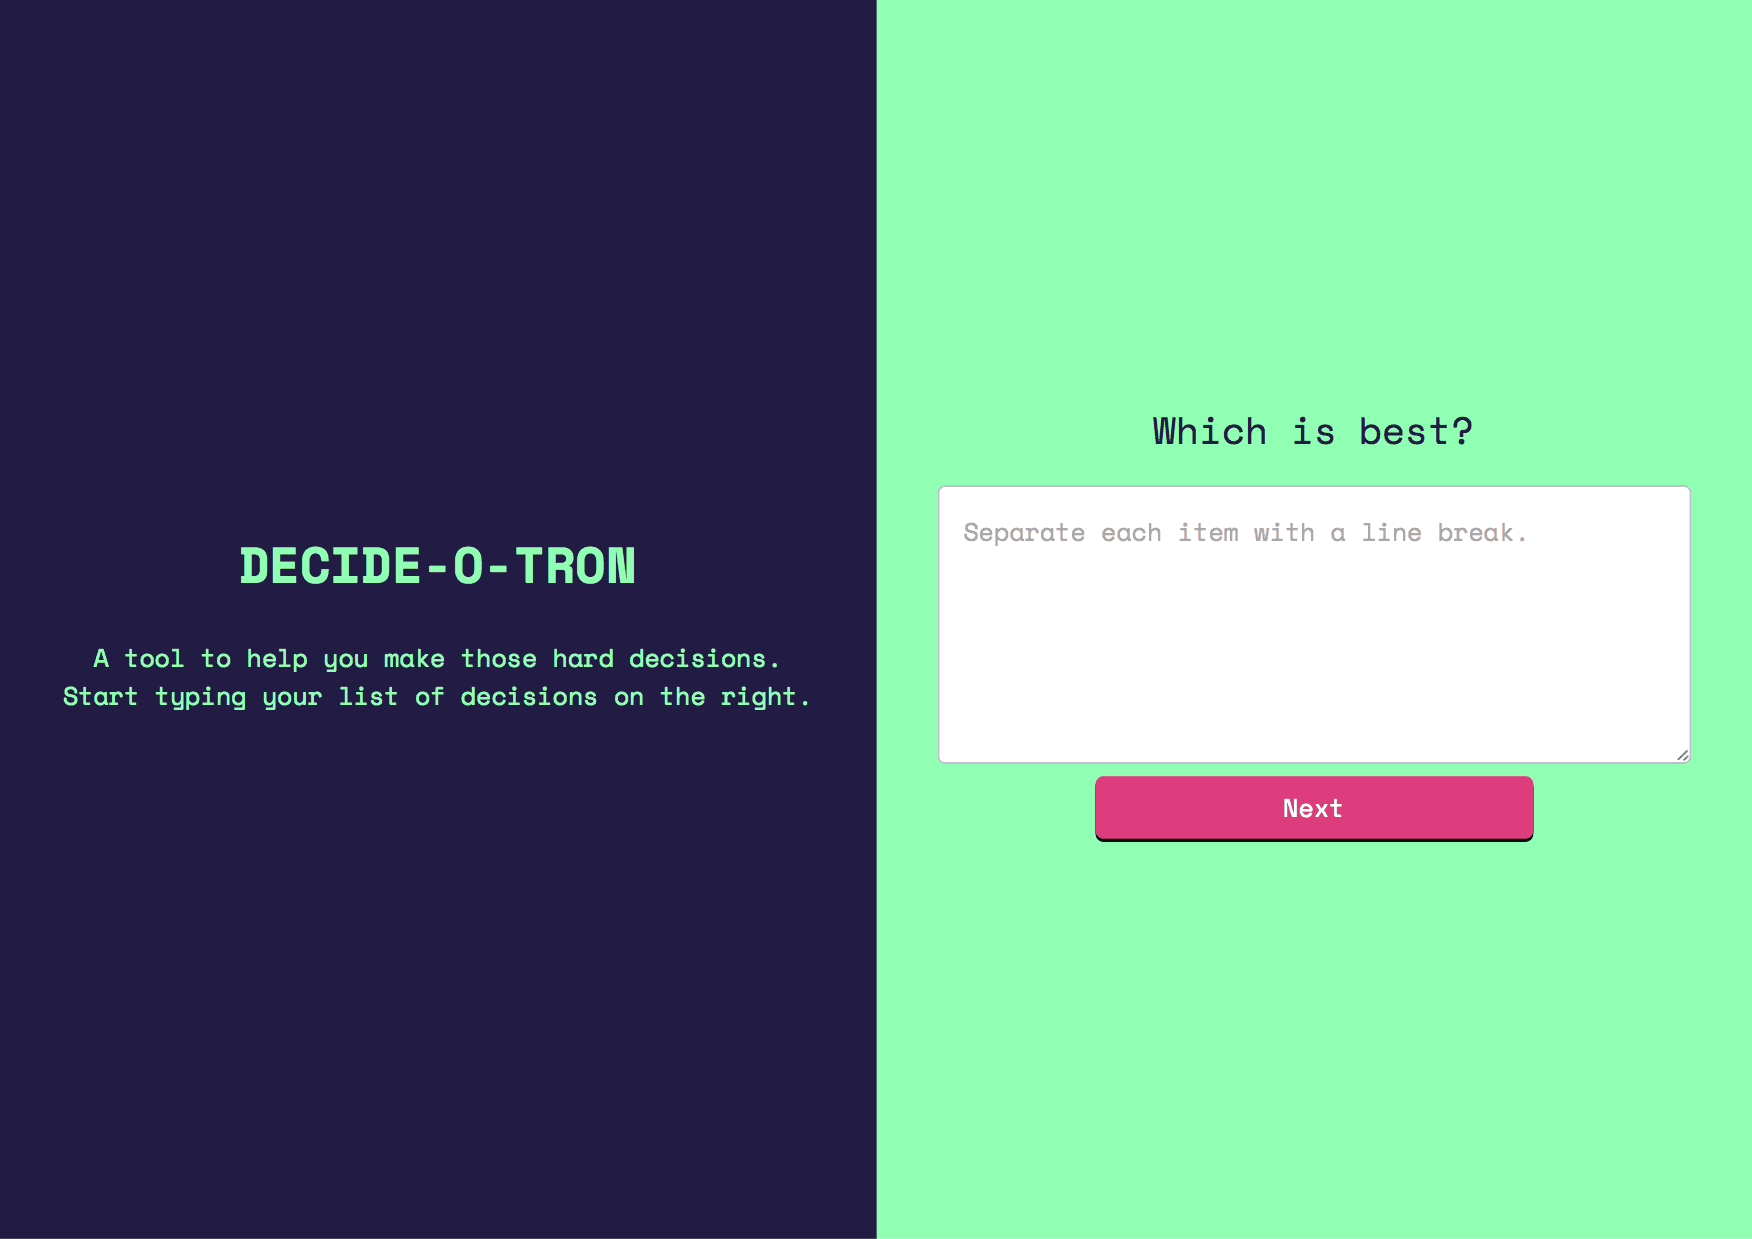 DECIDE-O-TRON
A tool to help you make those hard decisions.
Start typing your list of decisions on the right.
Which is best?
Separate each item with a line break.
Next